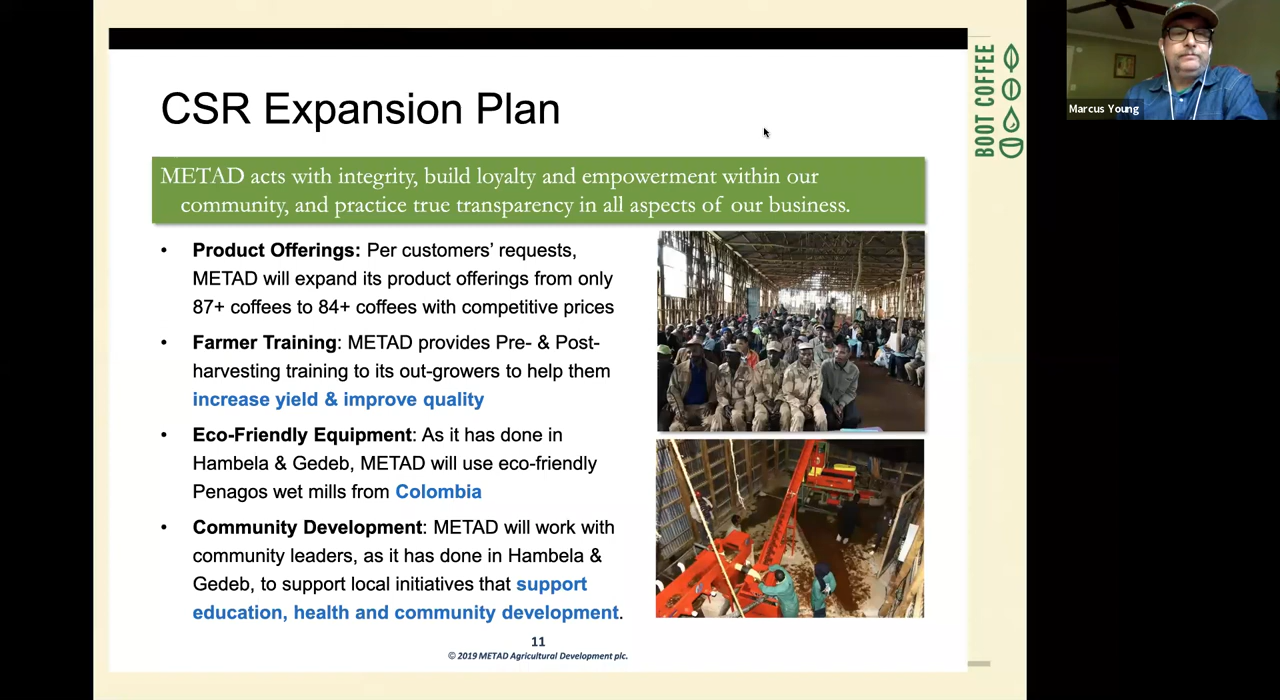 CSR Expansion Plan
METAD acts with integrity, build loyalty and empowerment within our
community, and practice true transparency in all aspects of our business.
• Product Offerings: Per customers’ requests,
METAD will expand its product offerings from only
87+ coffees to 84+ coffees with competitive prices
• Farmer Training: METAD provides Pre- & Post-
harvesting training to its out-growers to help them
increase yield & improve quality
• Eco-Friendly Equipment: As it has done in
Hambela & Gedeb, METAD will use eco-friendly
Penagos wet mills from Colombia
• Community Development: METAD will work with
community leaders, as it has done in Hambela &
Gedeb, to support local initiatives that support
education, health and community development.
11
© 2019 METAD Agricultural Development plc.
BOOT COFFEE
Marcus Young